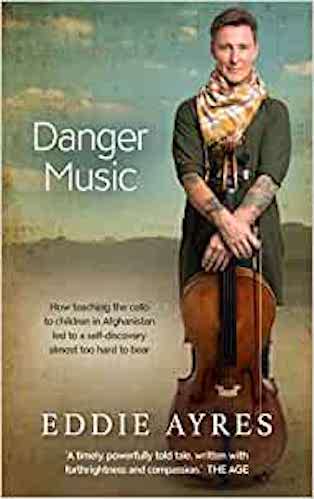 Danger
Music
How teaching the cello
to children in Afghanistan
led to a self-discovery
almost too hard to bear
EDDIE AYRES
'A timely, powerfully told tale, written with
forthrightness and compassion.' THE AGE